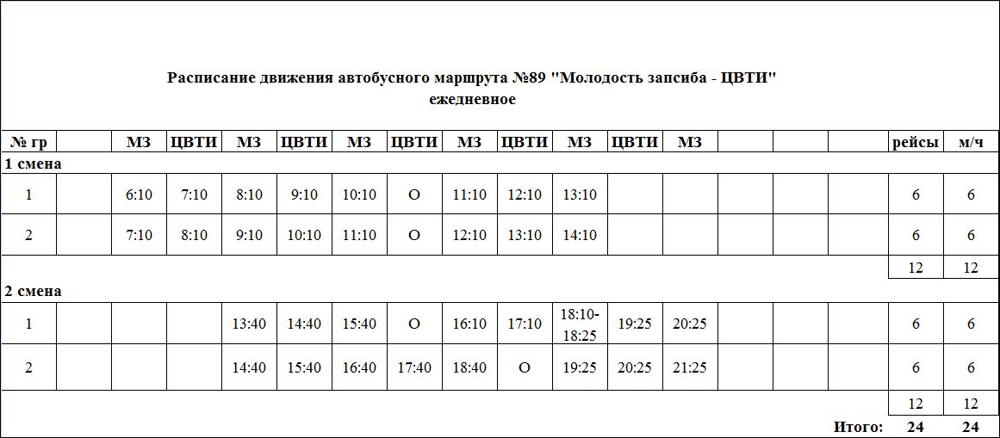 Расписание движения автобусного маршрута №89 "Молодость запсиба - ЦВТИ"
ежедневное
№ гр МЗ ЦВТИ МЗ ЦВТИ МЗ ЦВТИ МЗ ЦВТИ МЗ ЦВТИ МЗ рейсы м/ч
1 смена
1 6:10 7:10 8:10 9:10 10:10 О 11:10 12:10 13:10 6 6
2 7:10 8:10 9:10 10:10 11:10 О 12:10 13:10 14:10 6 6
12 12
2 смена
1 13:40 14:40 15:40 О 16:10 17:10 18:10-18:25 19:25 20:25 6 6
2 14:40 15:40 16:40 17:40 18:40 О 19:25 20:25 21:25 6 6
12 12
Итого: 24 24